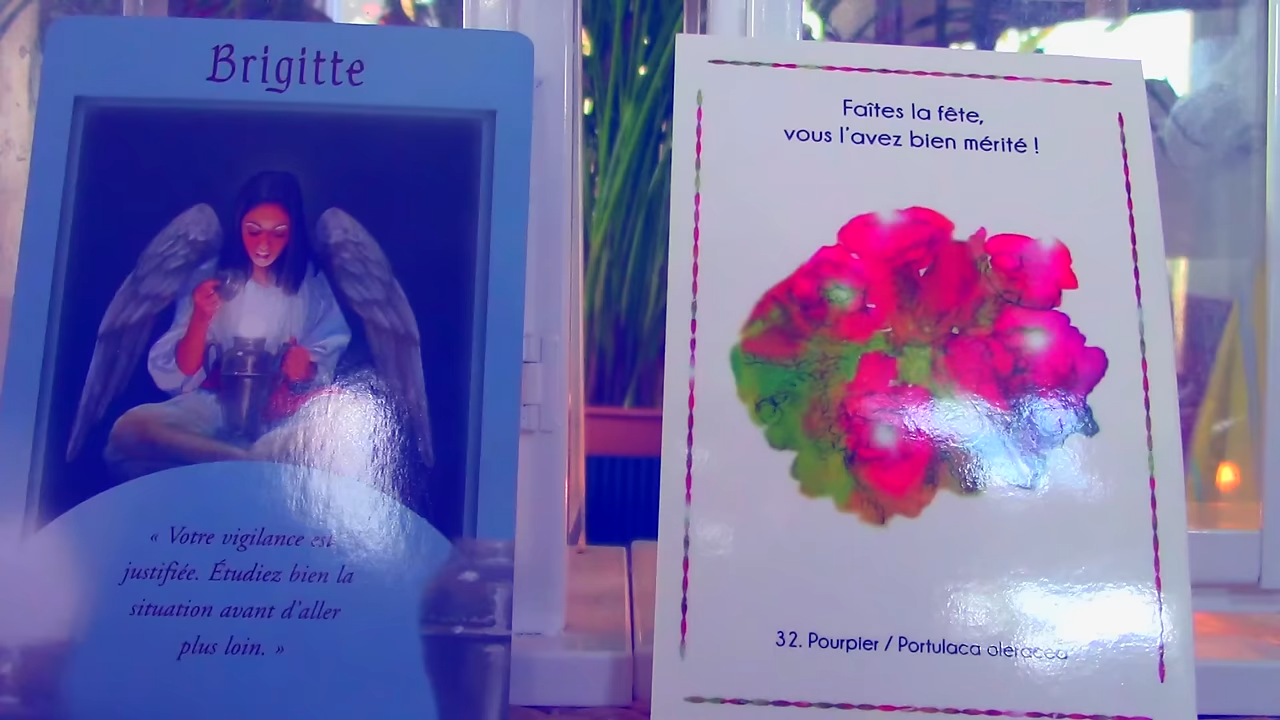 Brigitte
« Votre vigilance est
justifiée. Étudiez bien la
situation avant d'aller
plus loin. »
Faîtes la fête,
vous l'avez bien mérité !
32. Pourpier / Portulaca oleracea